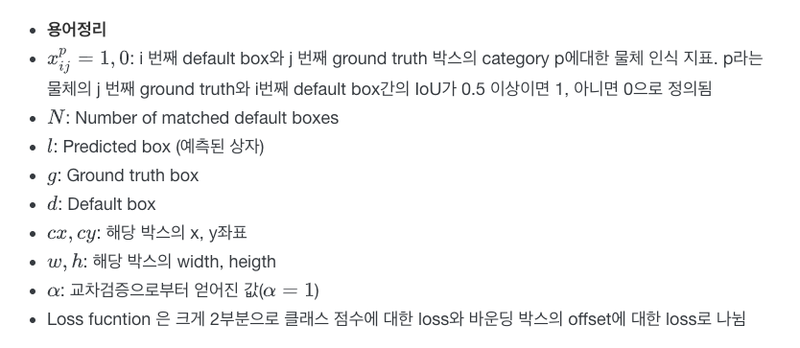 • 용어정리
• $x_{ij}^{p} = 1, 0$: i 번째 default box와 j 번째 ground truth 박스의 category p에대한 물체 인식 지표. p라는
물체의 j 번째 ground truth와 i번째 default box간의 IoU가 0.5 이상이면 1, 아니면 0으로 정의됨
• $N$: Number of matched default boxes
• $l$: Predicted box (예측된 상자)
• $g$: Ground truth box
• $d$: Default box
• $cx, cy$: 해당 박스의 x, y좌표
• $w, h$: 해당 박스의 width, heigth
• $\alpha$: 교차검증으로부터 얻어진 값($\alpha = 1$)
• Loss fucntion 은 크게 2부분으로 클래스 점수에 대한 loss와 바운딩 박스의 offset에 대한 loss로 나뉨